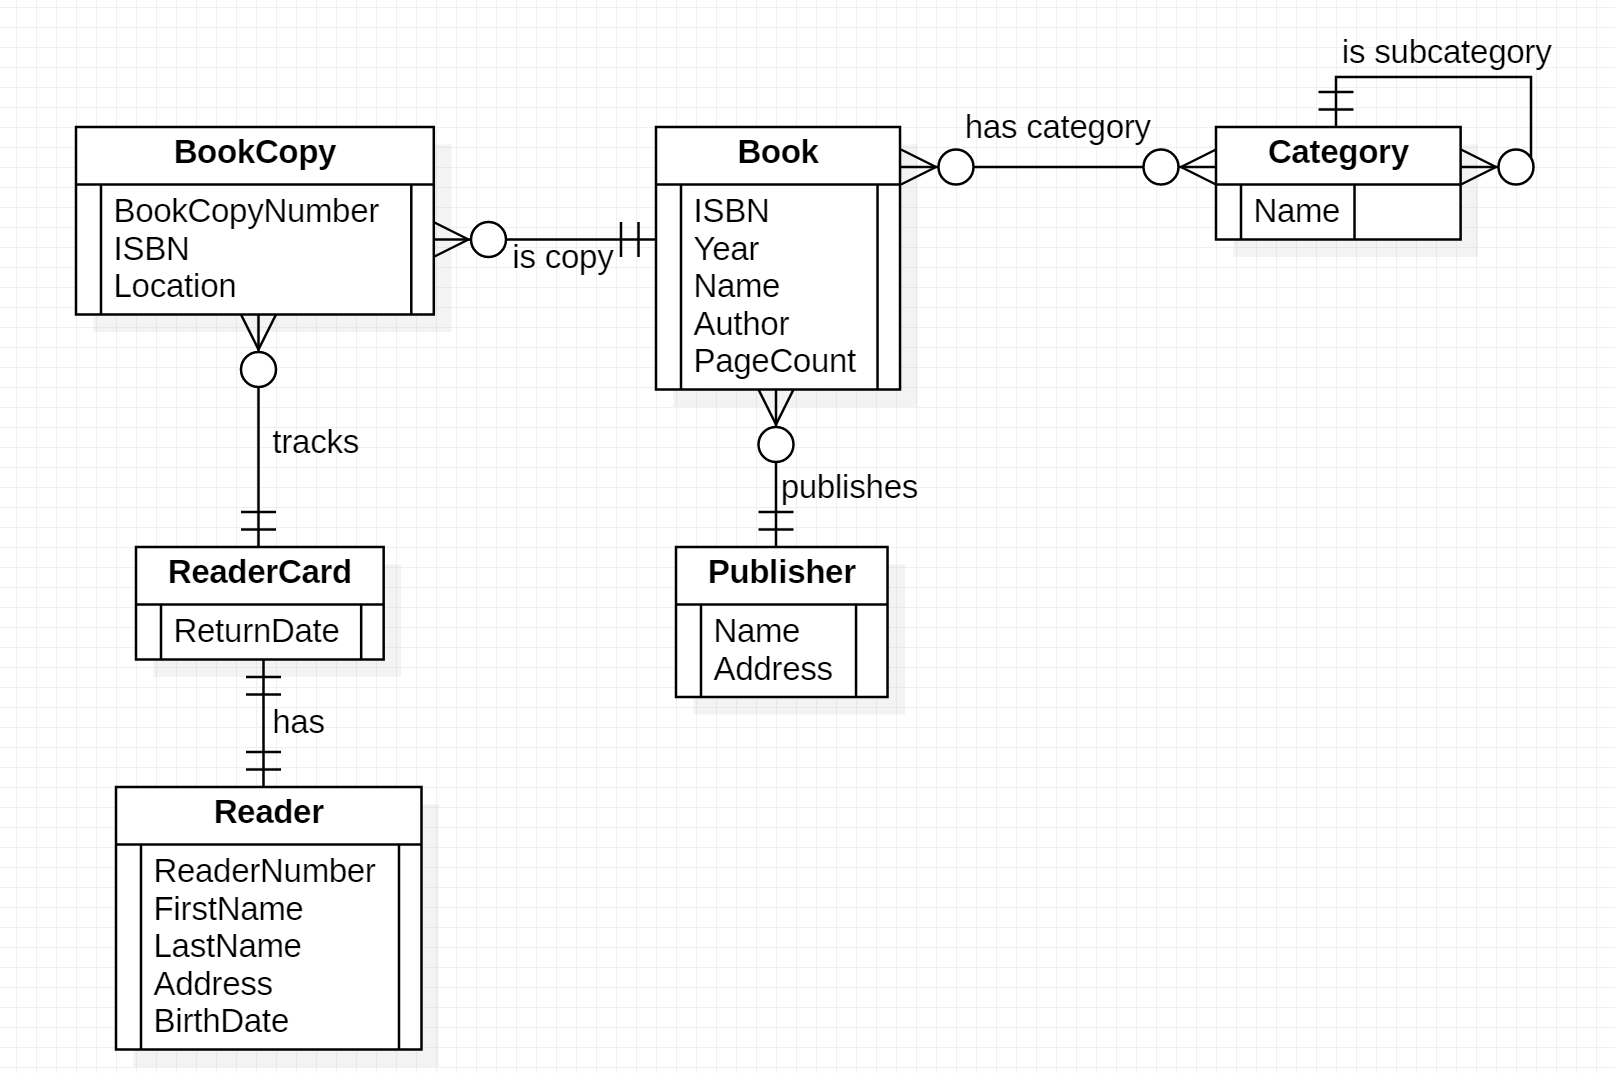 is subcategory
has category
BookCopy
BookCopyNumber
ISBN
Location
is copy
Book
ISBN
Year
Name
Author
PageCount
Category
Name
tracks
publishes
ReaderCard
ReturnDate
Publisher
Name
Address
has
Reader
ReaderNumber
FirstName
LastName
Address
BirthDate